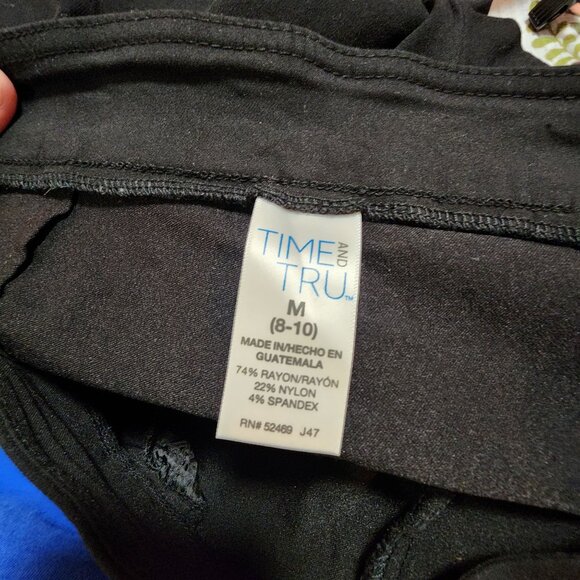 TIME AND
TRU™
M
(8-10)
MADE IN/HECHO EN
GUATEMALA
74% RAYON/RAYÓN
22% NYLON
4% SPANDEX
RN# 52469 J47